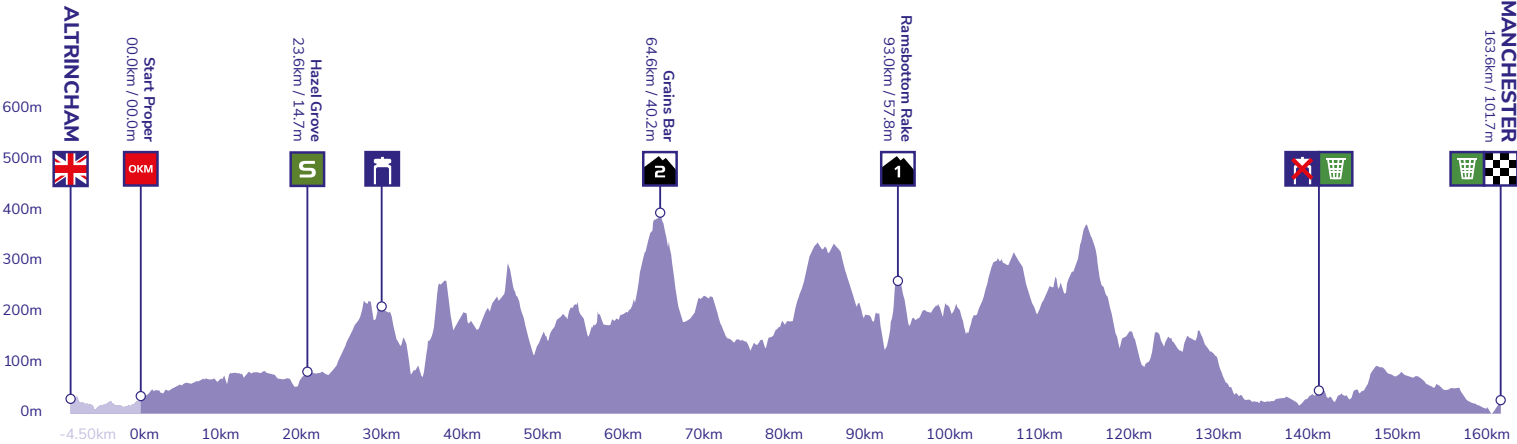 ALTRINCHAM
Start Proper
00.0km / 00.0m
Hazel Grove
23.6km / 14.7m
Grains Bar
64.6km / 40.2m
Ramsbottom Rake
93.0km / 57.8m
MANCHESTER
163.6km / 101.7m
0KM
S
2
1
600m
500m
400m
300m
200m
100m
0m
-4.50km 0km 10km 20km 30km 40km 50km 60km 70km 80km 90km 100km 110km 120km 130km 140km 150km 160km